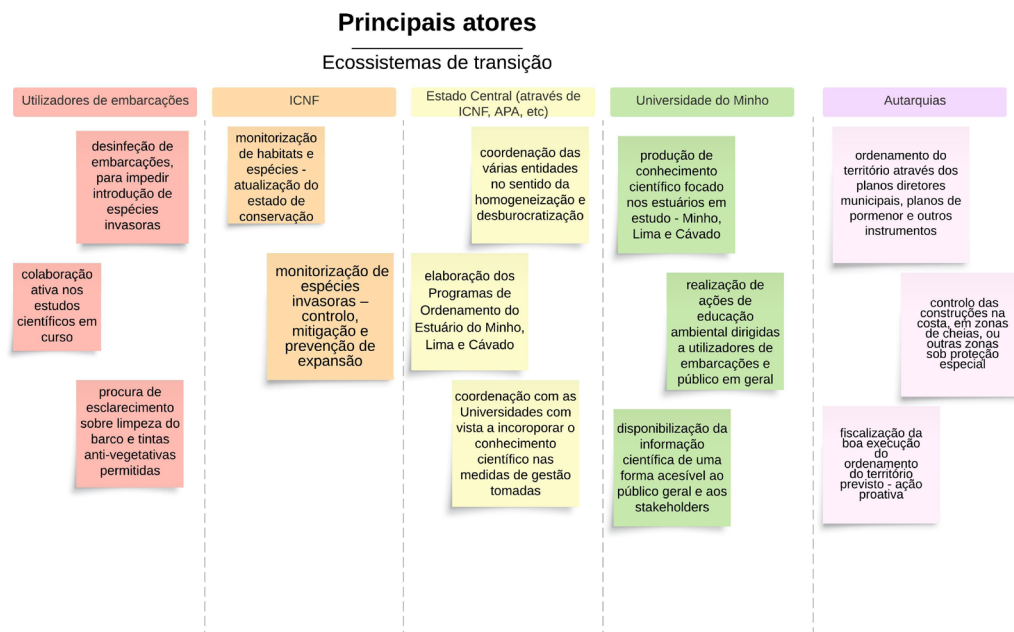 Principais atores
Ecossistemas de transição
Utilizadores de embarcações
desinfeção de
embarcações,
para impedir
introdução de
espécies
invasoras
colaboração
ativa nos
estudos
científicos em
curso
procura de
esclarecimento
sobre limpeza do
barco e tintas
anti-vegetativas
permitidas
ICNF
monitorização
de habitats e
espécies -
atualização do
estado de
conservação
monitorização de
espécies
invasoras –
controlo,
mitigação e
prevenção de
expansão
Estado Central (através de
ICNF, APA, etc)
coordenação das
várias entidades
no sentido da
homogeneização e
desburocratização
elaboração dos
Programas de
Ordenamento do
Estuário do Minho,
Lima e Cávado
coordenação com as
Universidades com
vista a incoroporar o
conhecimento
científico nas
medidas de gestão
tomadas
Universidade do Minho
produção de
conhecimento
científico focado
nos estuários em
estudo - Minho,
Lima e Cávado
realização de
ações de
educação
ambiental dirigidas
a utilizadores de
embarcações e
público em geral
disponibilização da
informação
científica de uma
forma acesível ao
público geral e aos
stakeholders
Autarquias
ordenamento do
território através dos
planos diretores
municipais, planos de
pormenor e outros
instrumentos
controlo das
construções na
costa, em zonas
de cheias, ou
outras zonas
sob proteção
especial
fiscalização da
boa execução
do
ordenamento
do território
previsto - ação
proativa